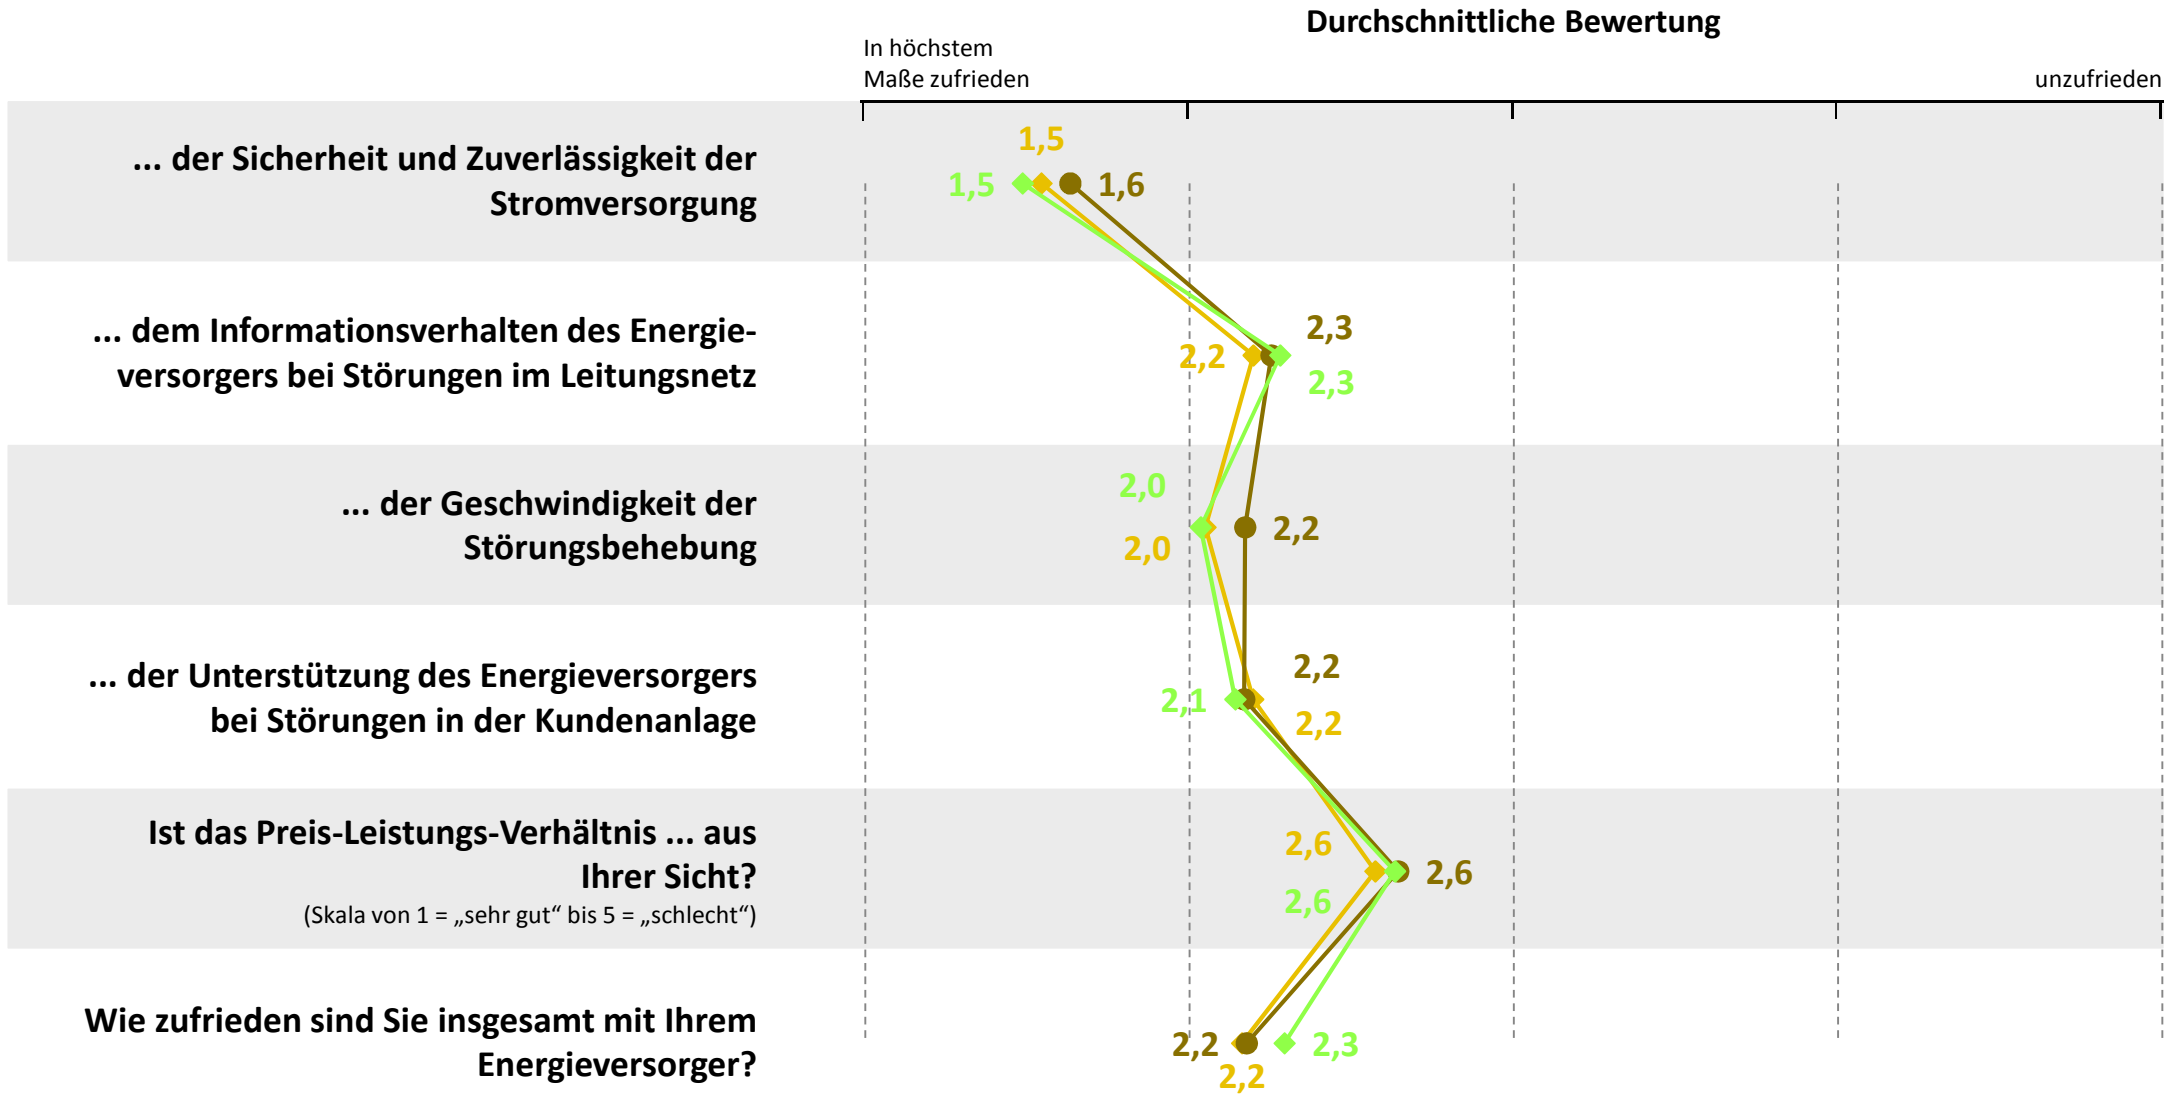 Durchschnittliche Bewertung
In höchstem
Maße zufrieden
unzufrieden
... der Sicherheit und Zuverlässigkeit der
Stromversorgung
1,5
1,5
1,6
... dem Informationsverhalten des Energie-
versorgers bei Störungen im Leitungsnetz
2,3
2,2
2,3
... der Geschwindigkeit der
Störungsbehebung
2,0
2,2
2,0
... der Unterstützung des Energieversorgers
bei Störungen in der Kundenanlage
2,2
2,1
2,2
Ist das Preis-Leistungs-Verhältnis ... aus
Ihrer Sicht?
(Skala von 1 = „sehr gut“ bis 5 = „schlecht“)
2,6
2,6
2,6
Wie zufrieden sind Sie insgesamt mit Ihrem
Energieversorger?
2,2
2,3
2,2